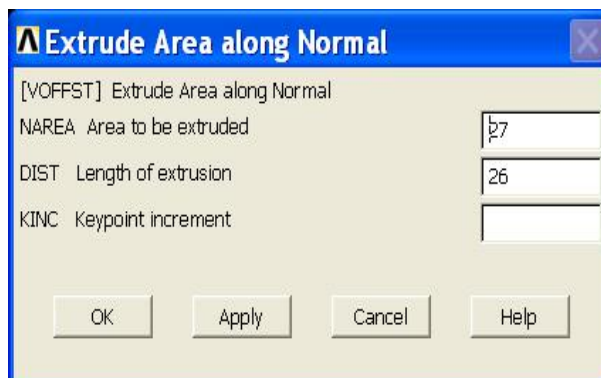 Extrude Area along Normal
[VOFFST] Extrude Area along Normal
NAREA Area to be extruded 27
DIST Length of extrusion 26
KINC Keypoint increment
OK Apply Cancel Help